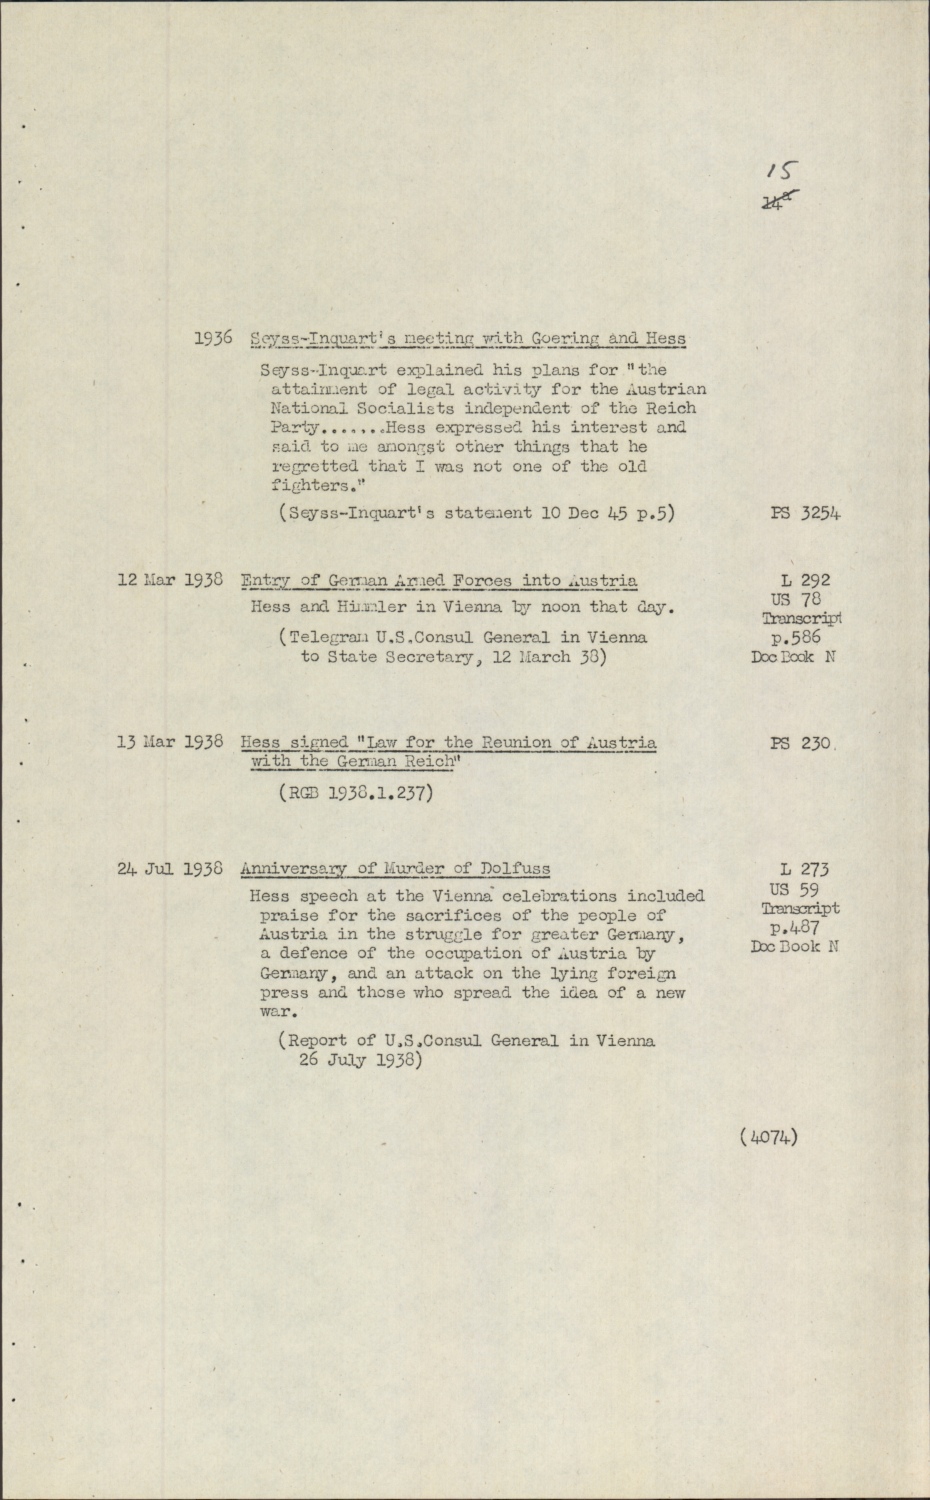 15
14a
1936 Seyss-Inquart's meeting with Goering and Hess
Seyss-Inquart explained his plans for "the
attainment of legal activity for the Austrian
National Socialists independent of the Reich
Party.......Hess expressed his interest and
said to me amongst other things that he
regretted that I was not one of the old
fighters."
(Seyss-Inquart's statement 10 Dec 45 p.5) PS 3254
12 Mar 1938 Entry of German Armed Forces into Austria L 292
US 78
Hess and Himmler in Vienna by noon that day.
Transcript
(Telegram U.S.Consul General in Vienna p.586
to State Secretary, 12 March 38) Doc Book N
13 Mar 1938 Hess signed "Law for the Reunion of Austria PS 230
with the German Reich"
(RGB 1938.1.237)
24 Jul 1938 Anniversary of Murder of Dolfuss L 273
US 59
Hess speech at the Vienna celebrations included
Transcript
praise for the sacrifices of the people of
p.487
Austria in the struggle for greater Germany,
Doc Book N
a defence of the occupation of Austria by
Germany, and an attack on the lying foreign
press and those who spread the idea of a new
war.
(Report of U.S.Consul General in Vienna
26 July 1938)
(4074)